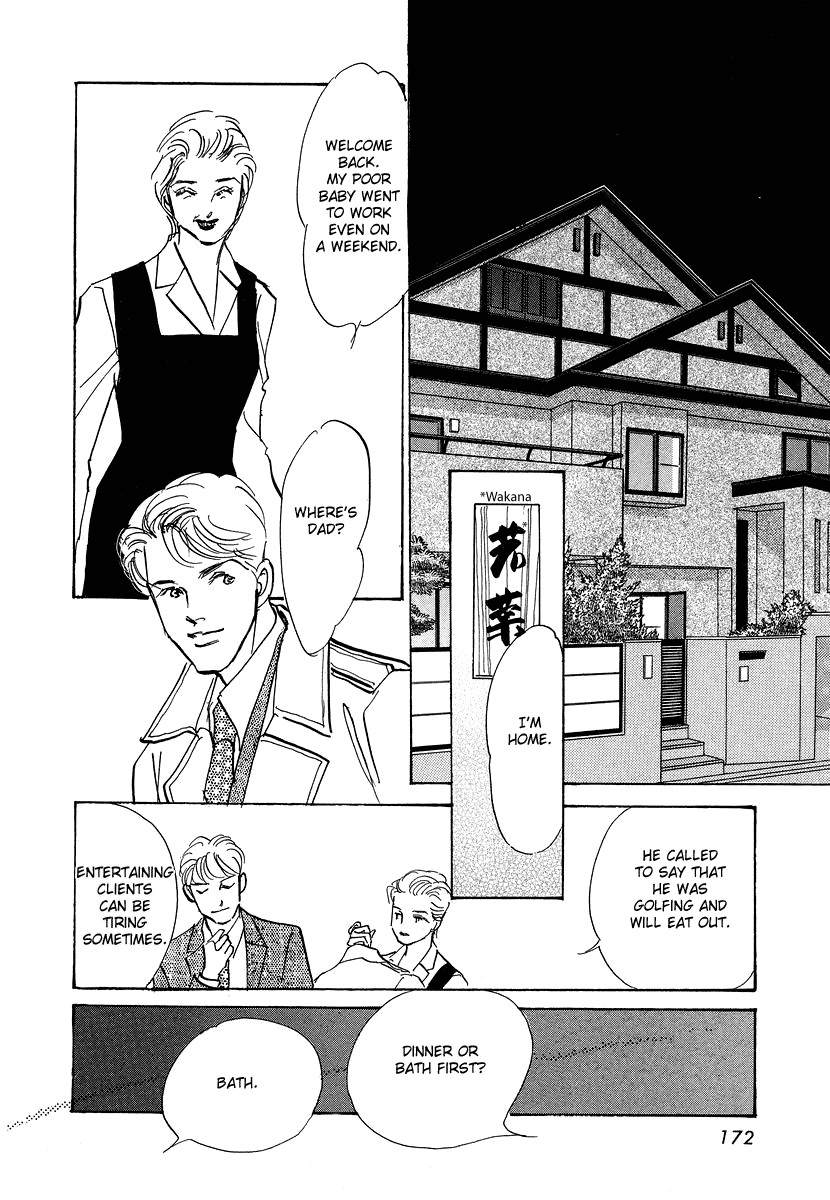 *Wakana
*
若菜
I'M
HOME.
WELCOME
BACK.
MY POOR
BABY WENT
TO WORK
EVEN ON
A WEEKEND.
WHERE'S
DAD?
HE CALLED
TO SAY THAT
HE WAS
GOLFING AND
WILL EAT OUT.
ENTERTAINING
CLIENTS
CAN BE
TIRING
SOMETIMES.
DINNER OR
BATH FIRST?
BATH.
172